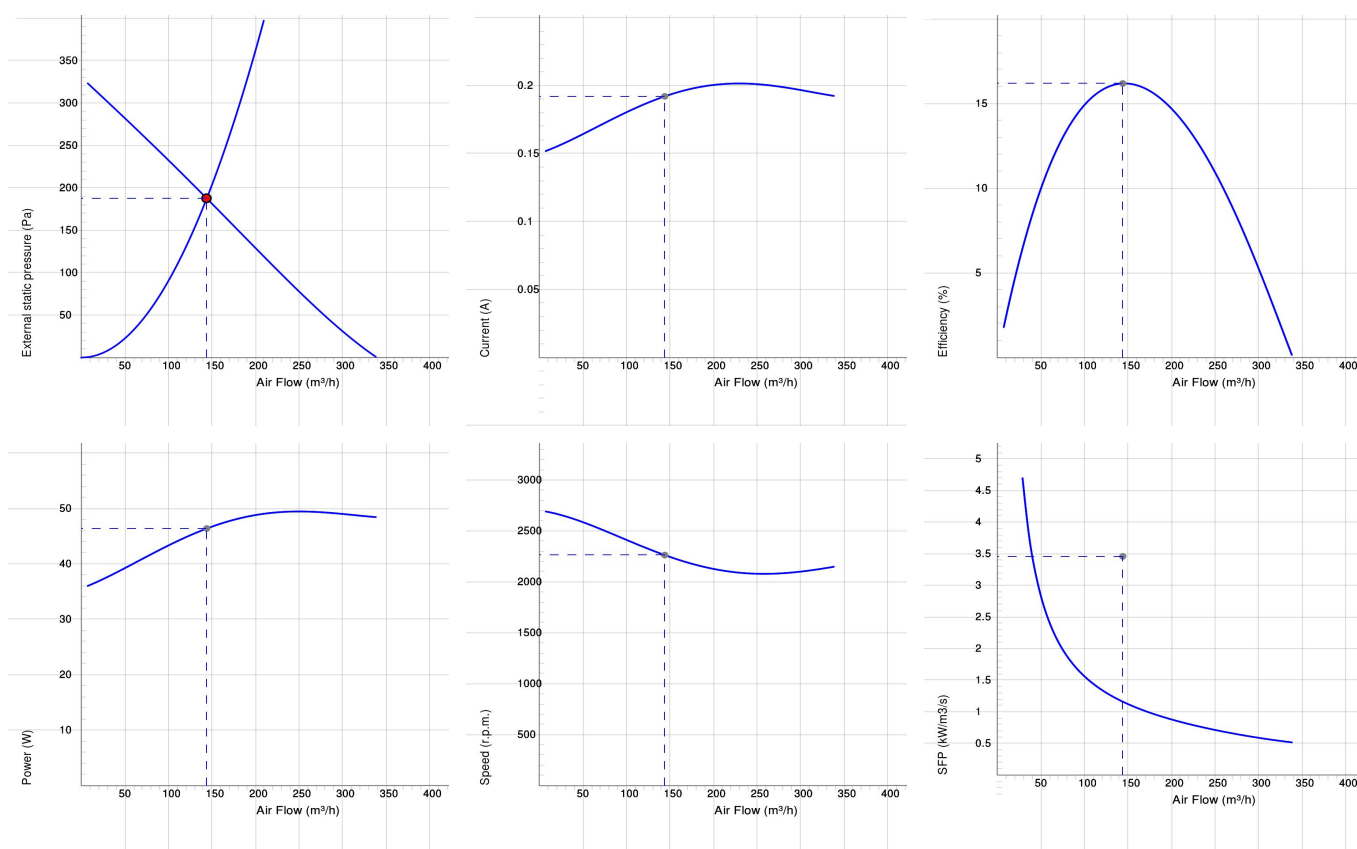 350
300
250
200
150
100
50
External static pressure (Pa)
50 100 150 200 250 300 350 400
Air Flow (m³/h)
0.2
0.15
0.1
0.05
Current (A)
50 100 150 200 250 300 350 400
Air Flow (m³/h)
15
10
5
Efficiency (%)
50 100 150 200 250 300 350 400
Air Flow (m³/h)
50
40
30
20
10
Power (W)
50 100 150 200 250 300 350 400
Air Flow (m³/h)
3000
2500
2000
1500
1000
500
Speed (r.p.m.)
50 100 150 200 250 300 350 400
Air Flow (m³/h)
5
4.5
4
3.5
3
2.5
2
1.5
1
0.5
SFP (kW/m3/s)
50 100 150 200 250 300 350 400
Air Flow (m³/h)